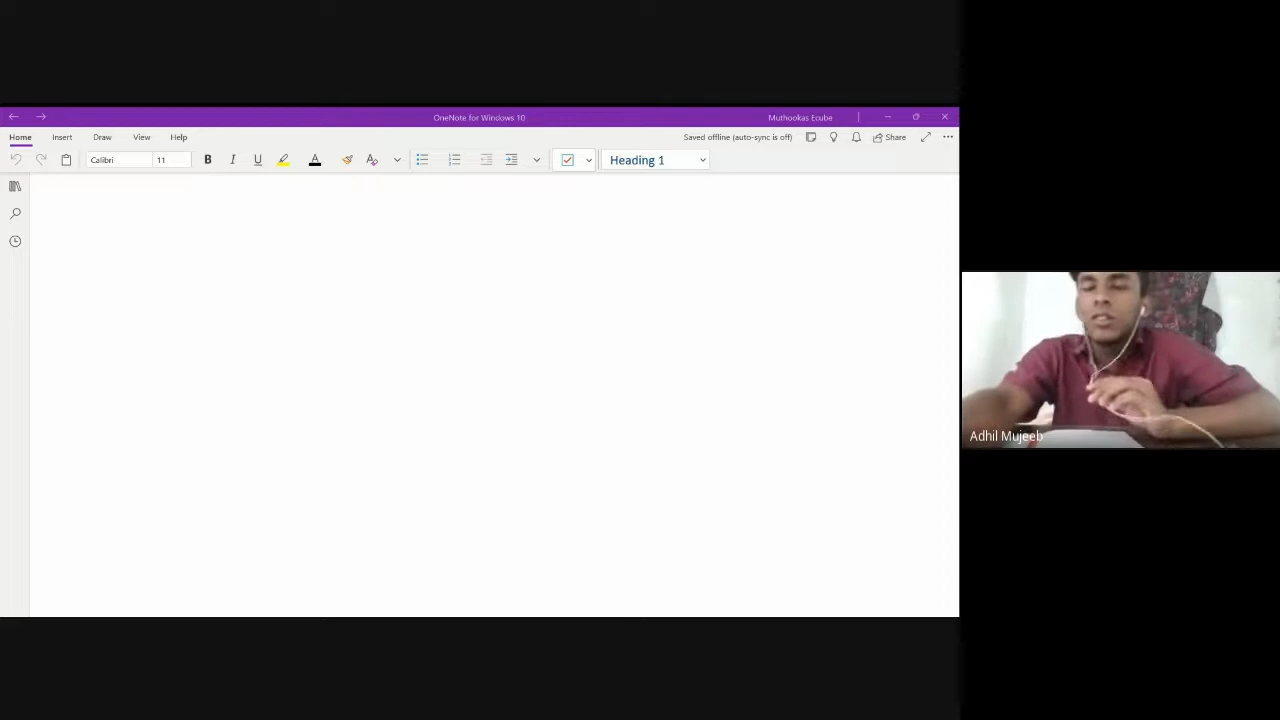 OneNote for Windows 10
Muthookas Ecube
Home Insert Draw View Help
Saved offline (auto-sync is off)
Share
Calibri 11 B I U A A Heading 1
Adhil Mujeeb